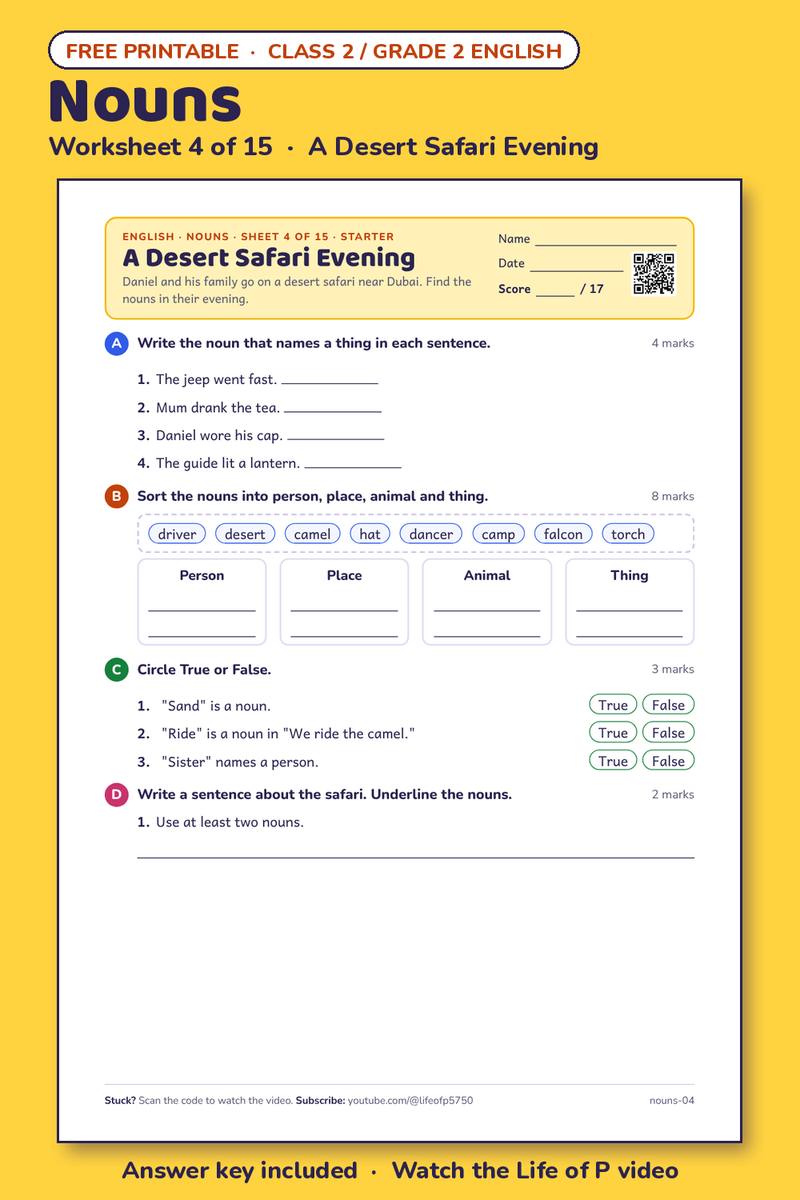 FREE PRINTABLE · CLASS 2 / GRADE 2 ENGLISH
Nouns
Worksheet 4 of 15 · A Desert Safari Evening
ENGLISH · NOUNS · SHEET 4 OF 15 · STARTER
A Desert Safari Evening
Daniel and his family go on a desert safari near Dubai. Find the
nouns in their evening.
Name
Date
Score / 17
A Write the noun that names a thing in each sentence. 4 marks
1. The jeep went fast.
2. Mum drank the tea.
3. Daniel wore his cap.
4. The guide lit a lantern.
B Sort the nouns into person, place, animal and thing. 8 marks
driver desert camel hat dancer camp falcon torch
Person Place Animal Thing
C Circle True or False. 3 marks
1. "Sand" is a noun. True False
2. "Ride" is a noun in "We ride the camel." True False
3. "Sister" names a person. True False
D Write a sentence about the safari. Underline the nouns. 2 marks
1. Use at least two nouns.
Stuck? Scan the code to watch the video. Subscribe: youtube.com/@lifeofp5750 nouns-04
Answer key included · Watch the Life of P video